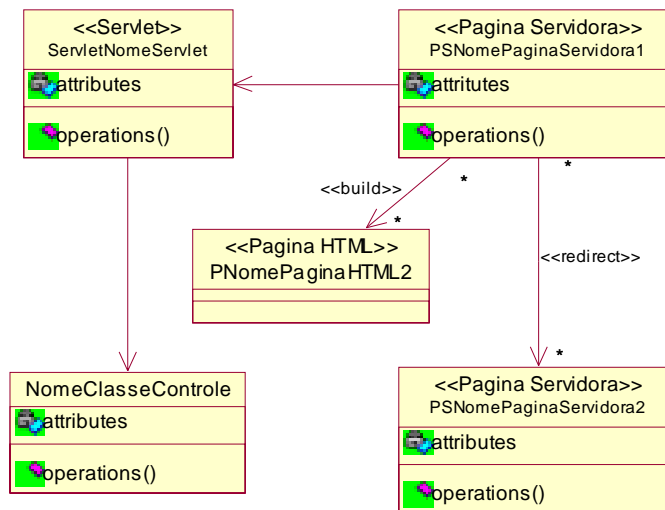 <<Servlet>>
ServletNomeServlet
attributes
operations()
<<Pagina Servidora>>
PSNomePaginaServidora1
attritutes
operations()
<<build>>
*
*
*
<<Pagina HTML>>
PNomePaginaHTML2
<<redirect>>
*
NomeClasseControle
attributes
operations()
<<Pagina Servidora>>
PSNomePaginaServidora2
attributes
operations()